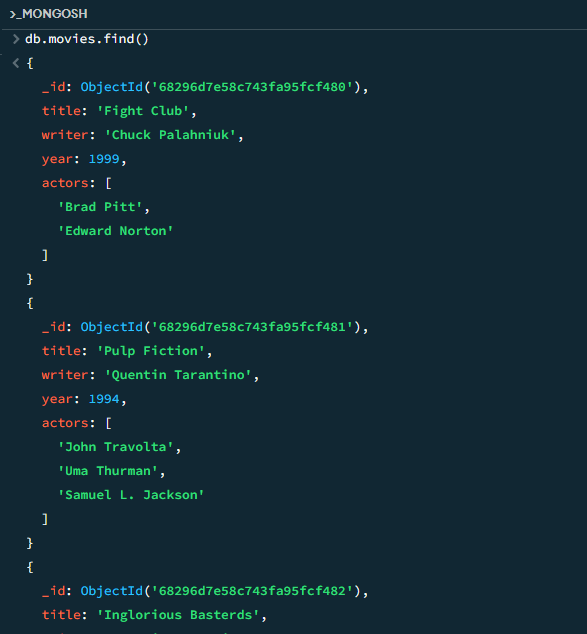 >_MONGOSH
> db.movies.find()
< {
_id: ObjectId('68296d7e58c743fa95fcf480'),
title: 'Fight Club',
writer: 'Chuck Palahniuk',
year: 1999,
actors: [
'Brad Pitt',
'Edward Norton'
]
}
{
_id: ObjectId('68296d7e58c743fa95fcf481'),
title: 'Pulp Fiction',
writer: 'Quentin Tarantino',
year: 1994,
actors: [
'John Travolta',
'Uma Thurman',
'Samuel L. Jackson'
]
}
{
_id: ObjectId('68296d7e58c743fa95fcf482'),
title: 'Inglorious Basterds',